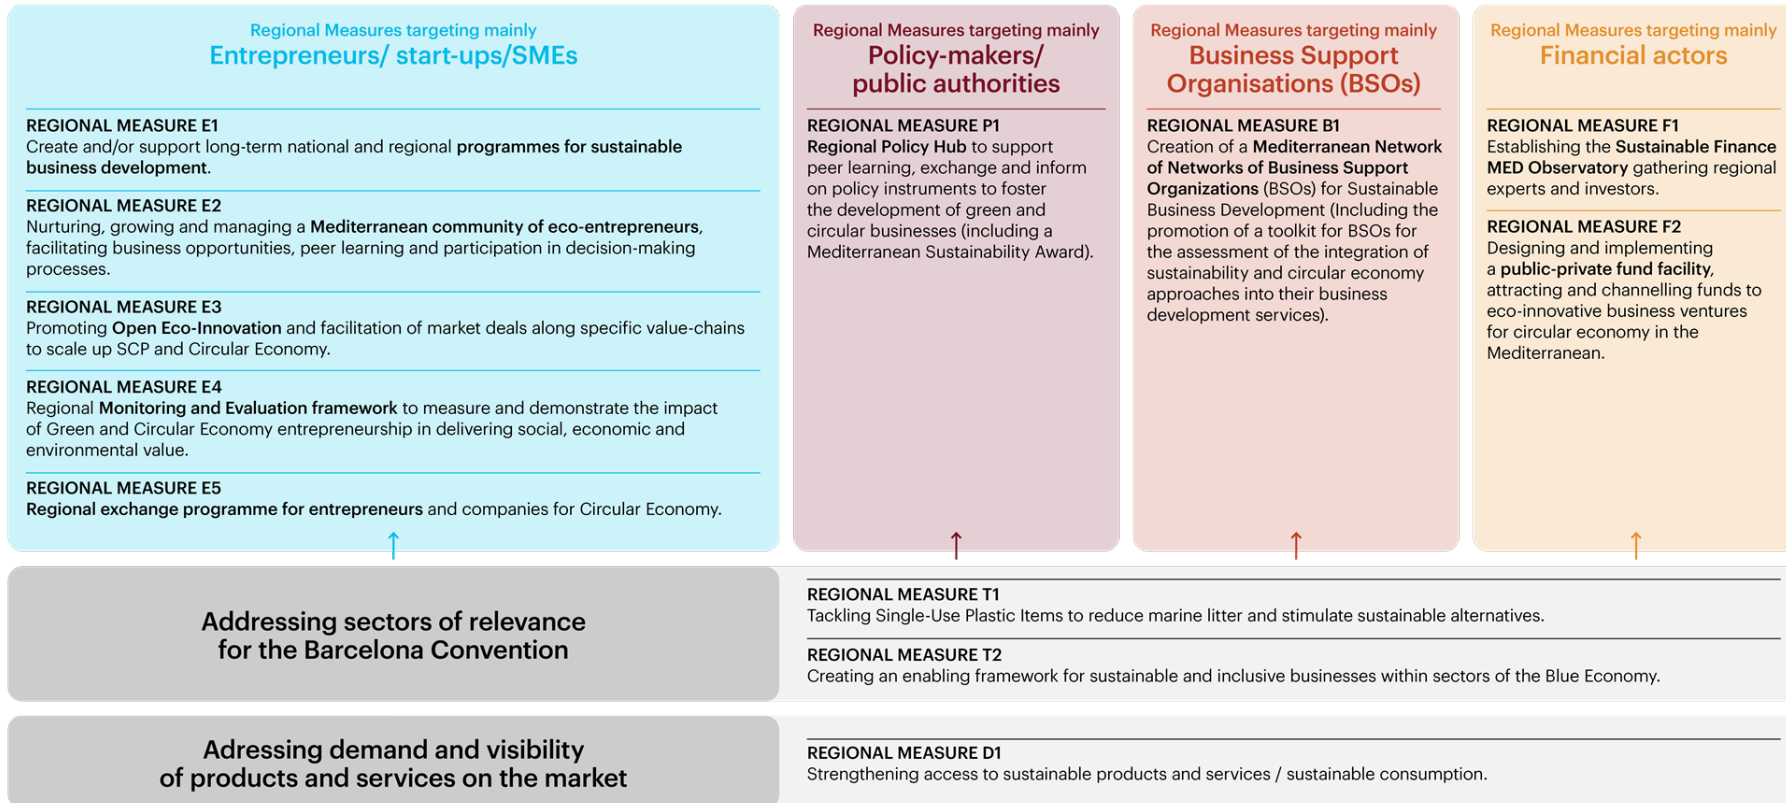 Regional Measures targeting mainly
Entrepreneurs/ start-ups/SMEs
REGIONAL MEASURE E1
Create and/or support long-term national and regional programmes for sustainable
business development.
REGIONAL MEASURE E2
Nurturing, growing and managing a Mediterranean community of eco-entrepreneurs,
facilitating business opportunities, peer learning and participation in decision-making
processes.
REGIONAL MEASURE E3
Promoting Open Eco-Innovation and facilitation of market deals along specific value-chains
to scale up SCP and Circular Economy.
REGIONAL MEASURE E4
Regional Monitoring and Evaluation framework to measure and demonstrate the impact
of Green and Circular Economy entrepreneurship in delivering social, economic and
environmental value.
REGIONAL MEASURE E5
Regional exchange programme for entrepreneurs and companies for Circular Economy.
Regional Measures targeting mainly
Policy-makers/
public authorities
REGIONAL MEASURE P1
Regional Policy Hub to support
peer learning, exchange and inform
on policy instruments to foster
the development of green and
circular businesses (including a
Mediterranean Sustainability Award).
Regional Measures targeting mainly
Business Support
Organisations (BSOs)
REGIONAL MEASURE B1
Creation of a Mediterranean Network
of Networks of Business Support
Organizations (BSOs) for Sustainable
Business Development (Including the
promotion of a toolkit for BSOs for
the assessment of the integration of
sustainability and circular economy
approaches into their business
development services).
Regional Measures targeting mainly
Financial actors
REGIONAL MEASURE F1
Establishing the Sustainable Finance
MED Observatory gathering regional
experts and investors.
REGIONAL MEASURE F2
Designing and implementing
a public-private fund facility,
attracting and channelling funds to
eco-innovative business ventures
for circular economy in the
Mediterranean.
Addressing sectors of relevance
for the Barcelona Convention
REGIONAL MEASURE T1
Tackling Single-Use Plastic Items to reduce marine litter and stimulate sustainable alternatives.
REGIONAL MEASURE T2
Creating an enabling framework for sustainable and inclusive businesses within sectors of the Blue Economy.
Adressing demand and visibility
of products and services on the market
REGIONAL MEASURE D1
Strengthening access to sustainable products and services / sustainable consumption.